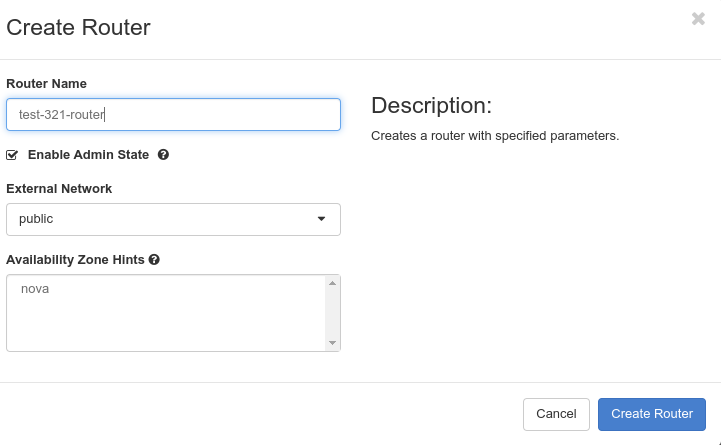 Create Router
Router Name
test-321-router
Enable Admin State
External Network
public
Availability Zone Hints
nova
Description:
Creates a router with specified parameters.
Cancel
Create Router